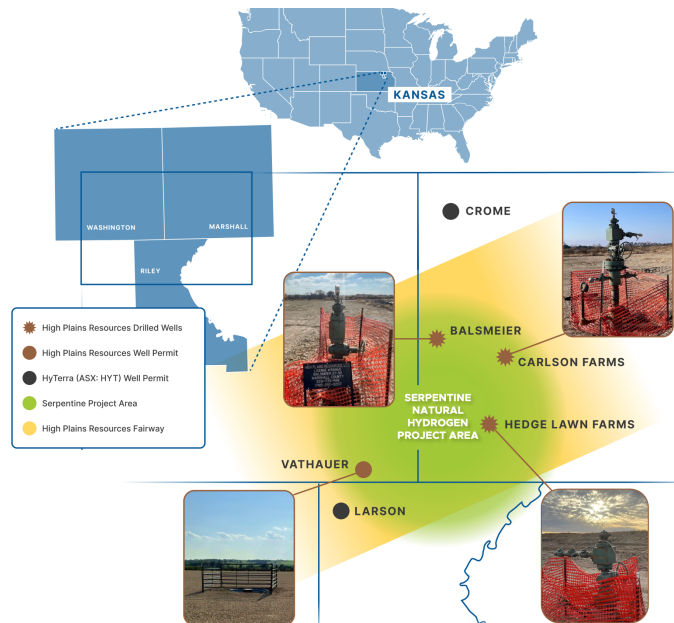 KANSAS
WASHINGTON
MARSHALL
RILEY
CROME
High Plains Resources Drilled Wells
High Plains Resources Well Permit
HyTerra (ASX: HYT) Well Permit
Serpentine Project Area
High Plains Resources Fairway
BALSMEIER
CARLSON FARMS
SERPENTINE
NATURAL
HYDROGEN
PROJECT AREA
HEDGE LAWN FARMS
VATHAUER
LARSON